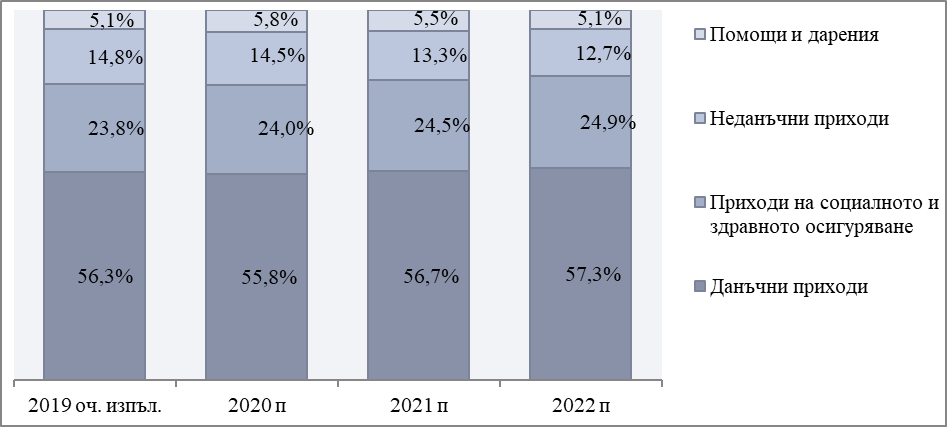 5,1%
5,8%
5,5%
5,1%
14,8%
14,5%
13,3%
12,7%
23,8%
24,0%
24,5%
24,9%
56,3%
55,8%
56,7%
57,3%
2019 оч. изпъл.
2020 п
2021 п
2022 п
Помощи и дарения
Неданъчни приходи
Приходи на социалното и
здравното осигуряване
Данъчни приходи